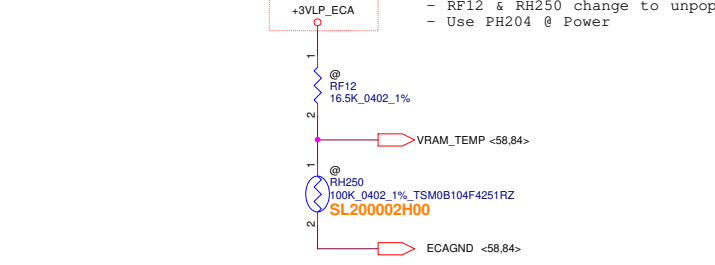 - RF12 & RH250 change to unpop
- Use PH204 @ Power
+3VLP_ECA
1
@
RF12
16.5K_0402_1%
2
VRAM_TEMP <58,84>
1
@
RH250
100K_0402_1%_TSM0B104F4251RZ
SL200002H00
2
ECAGND <58,84>